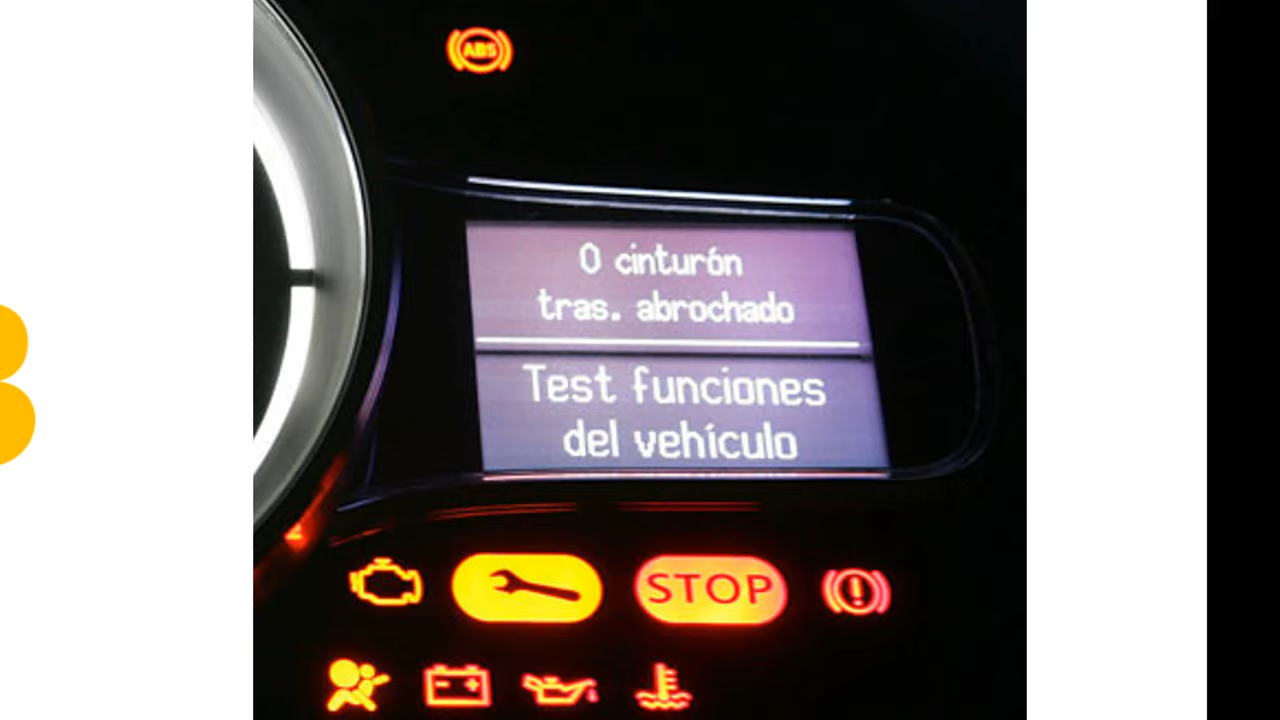 ABS
0 cinturón
tras. abrochado
Test funciones
del vehículo
STOP